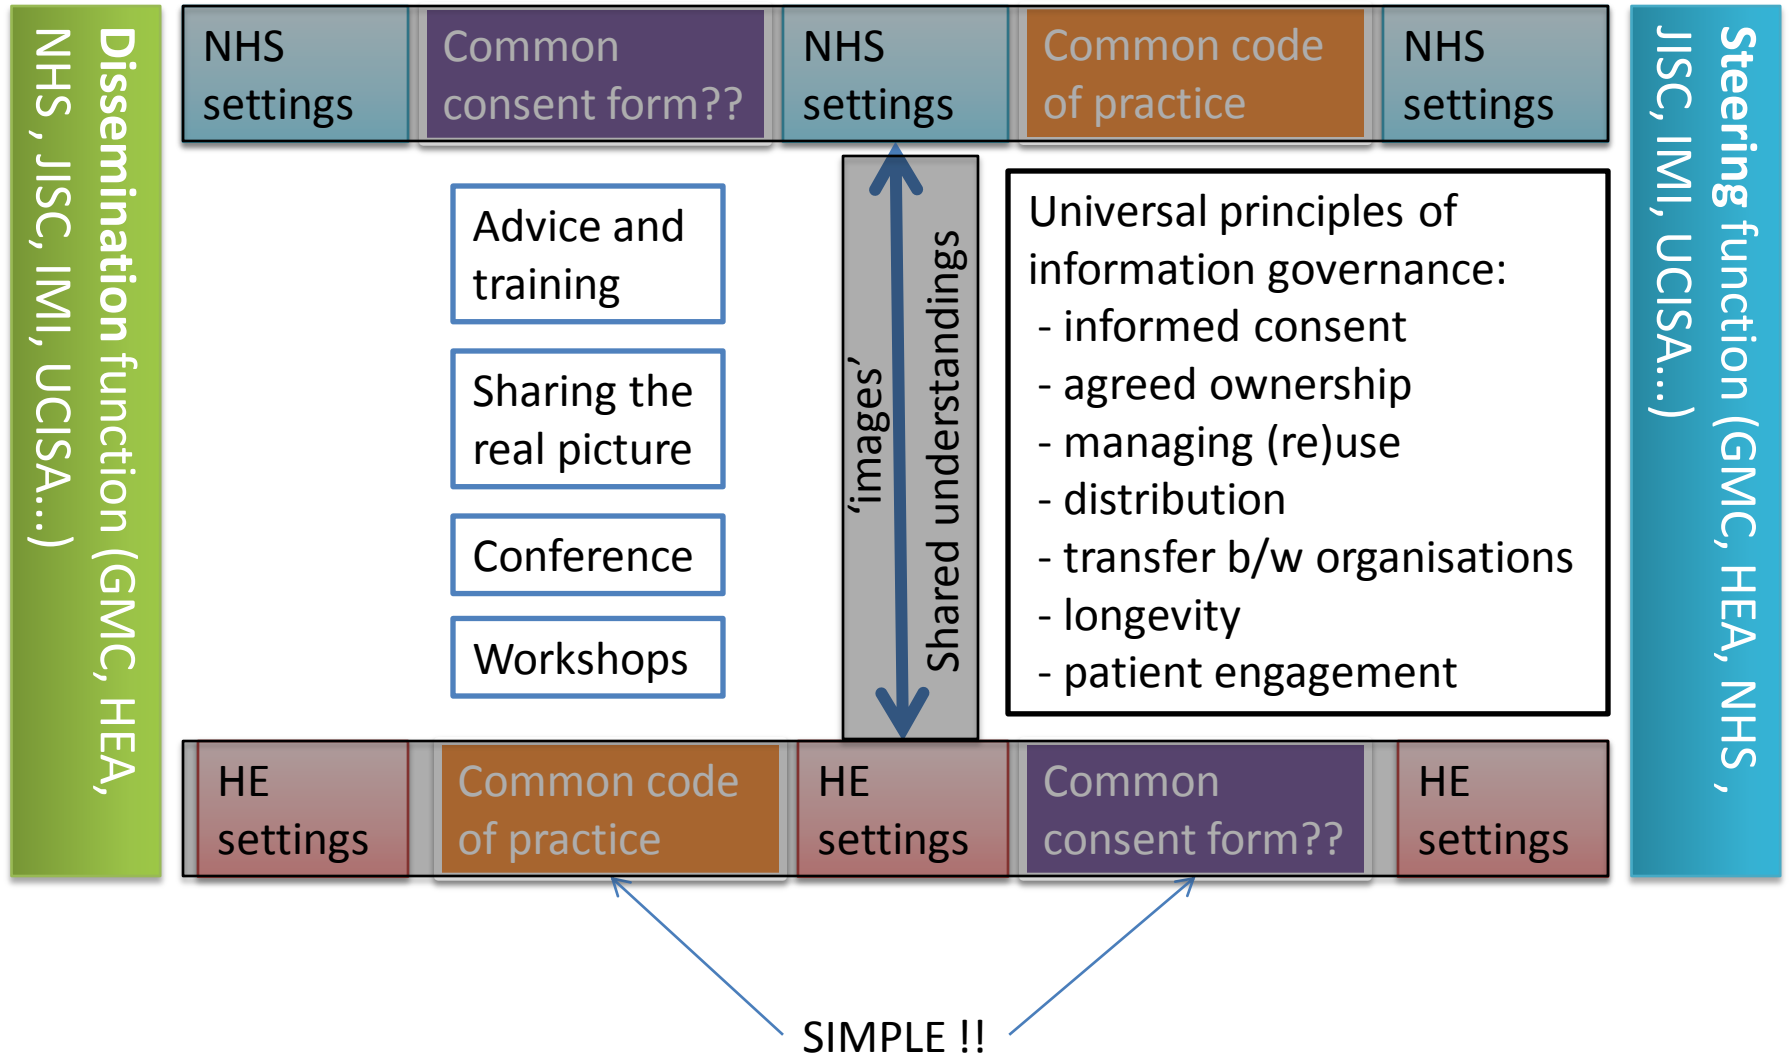 Dissemination function (GMC, HEA,
NHS , JISC, IMI, UCISA...)
NHS
settings
Common
consent form??
NHS
settings
Common code
of practice
NHS
settings
Advice and
training
Sharing the
real picture
Conference
Workshops
‘images’
Shared understandings
Universal principles of
information governance:
- informed consent
- agreed ownership
- managing (re)use
- distribution
- transfer b/w organisations
- longevity
- patient engagement
HE
settings
Common code
of practice
HE
settings
Common
consent form??
HE
settings
Steering function (GMC, HEA, NHS ,
JISC, IMI, UCISA...)
SIMPLE !!